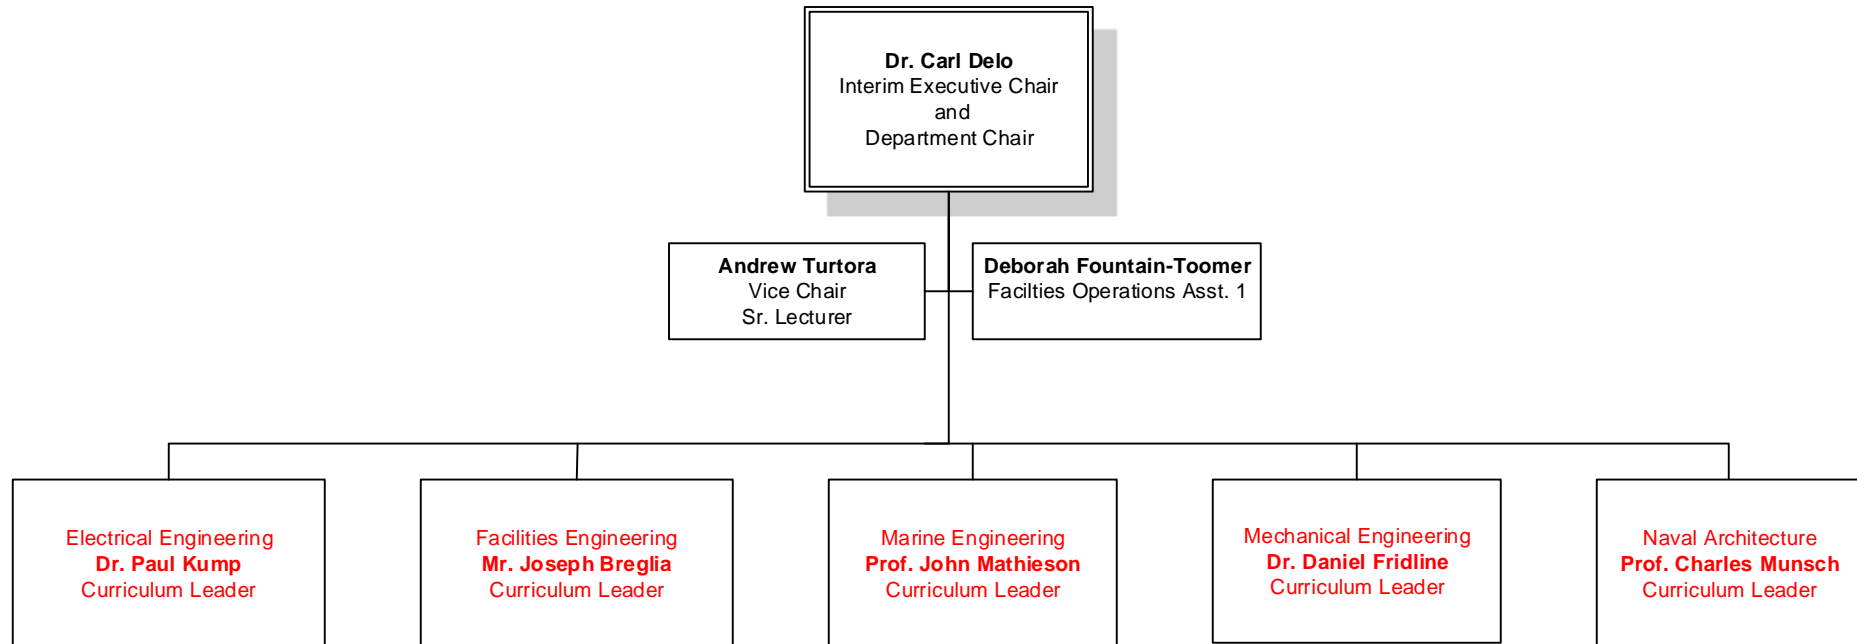 Dr. Carl Delo
Interim Executive Chair
and
Department Chair
Andrew Turtora
Vice Chair
Sr. Lecturer
Deborah Fountain-Toomer
Facilties Operations Asst. 1
Electrical Engineering
Dr. Paul Kump
Curriculum Leader
Facilities Engineering
Mr. Joseph Breglia
Curriculum Leader
Marine Engineering
Prof. John Mathieson
Curriculum Leader
Mechanical Engineering
Dr. Daniel Fridline
Curriculum Leader
Naval Architecture
Prof. Charles Munsch
Curriculum Leader